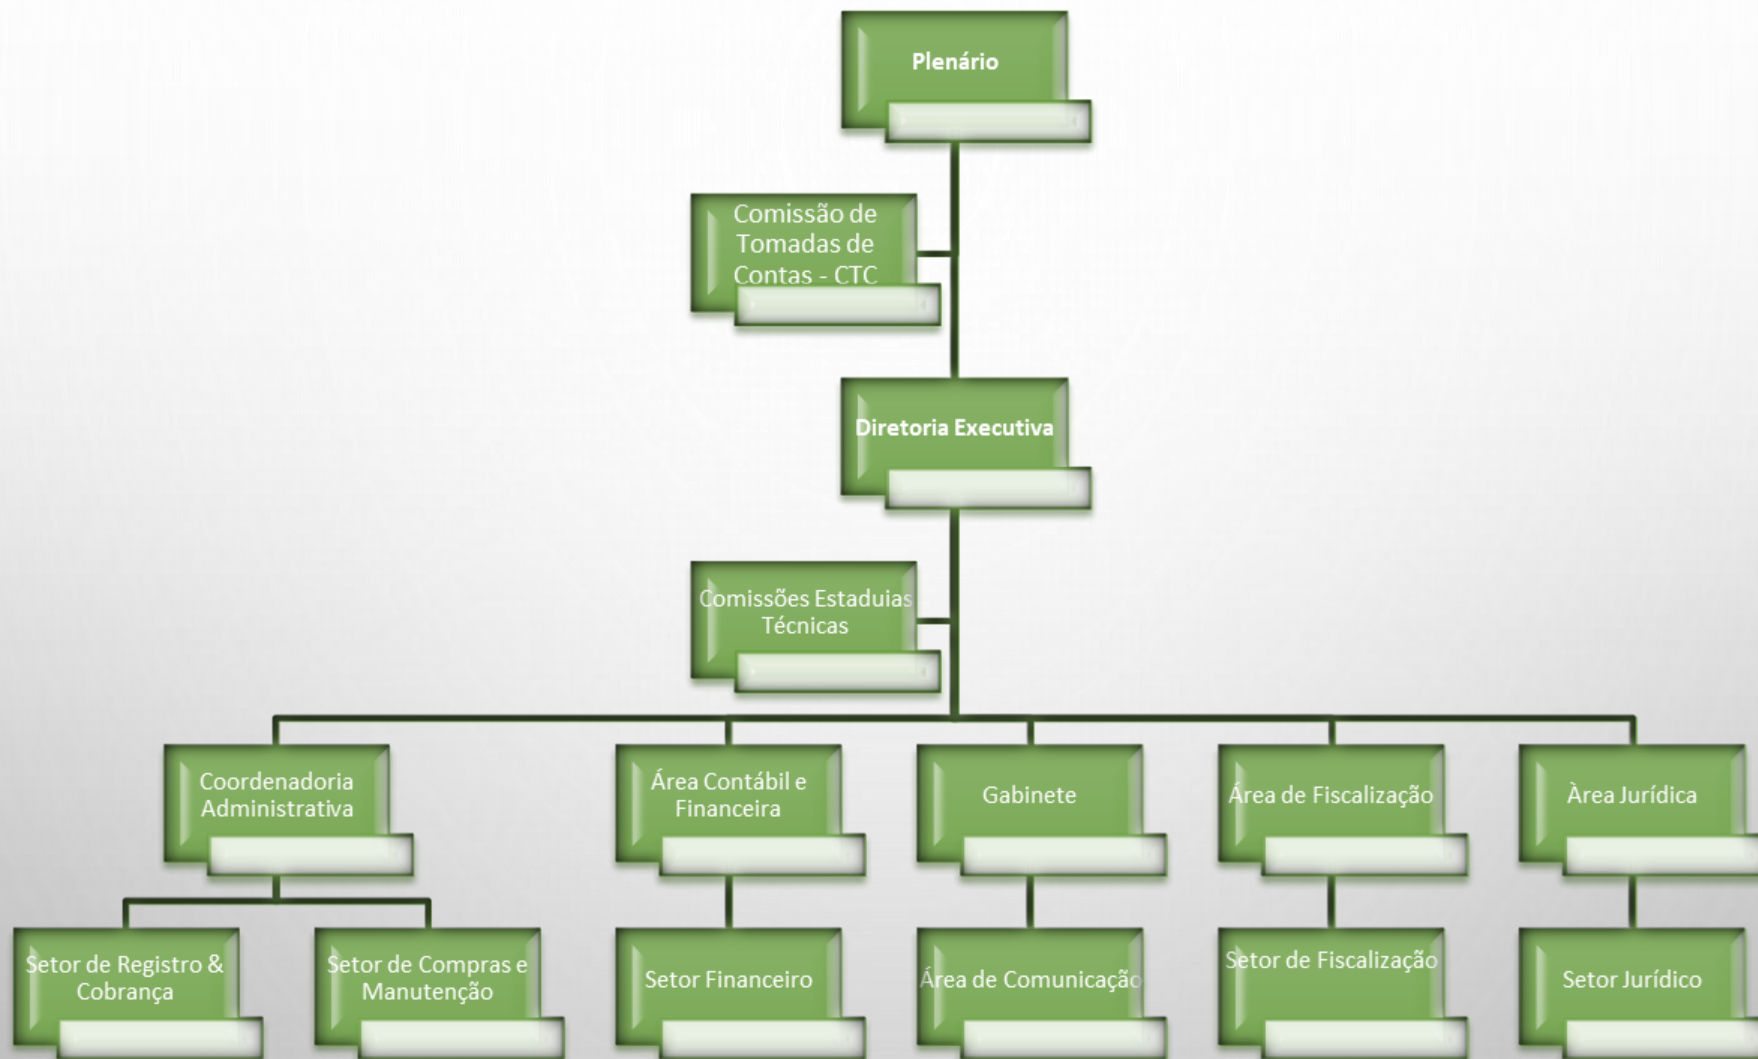 Plenário
Comissão de
Tomadas de
Contas - CTC
Diretoria Executiva
Comissões Estaduias
Técnicas
Coordenadoria
Administrativa
Área Contábil e
Financeira
Gabinete
Área de Fiscalização
Àrea Jurídica
Setor de Registro &
Cobrança
Setor de Compras e
Manutenção
Setor Financeiro
Área de Comunicação
Setor de Fiscalização
Setor Jurídico